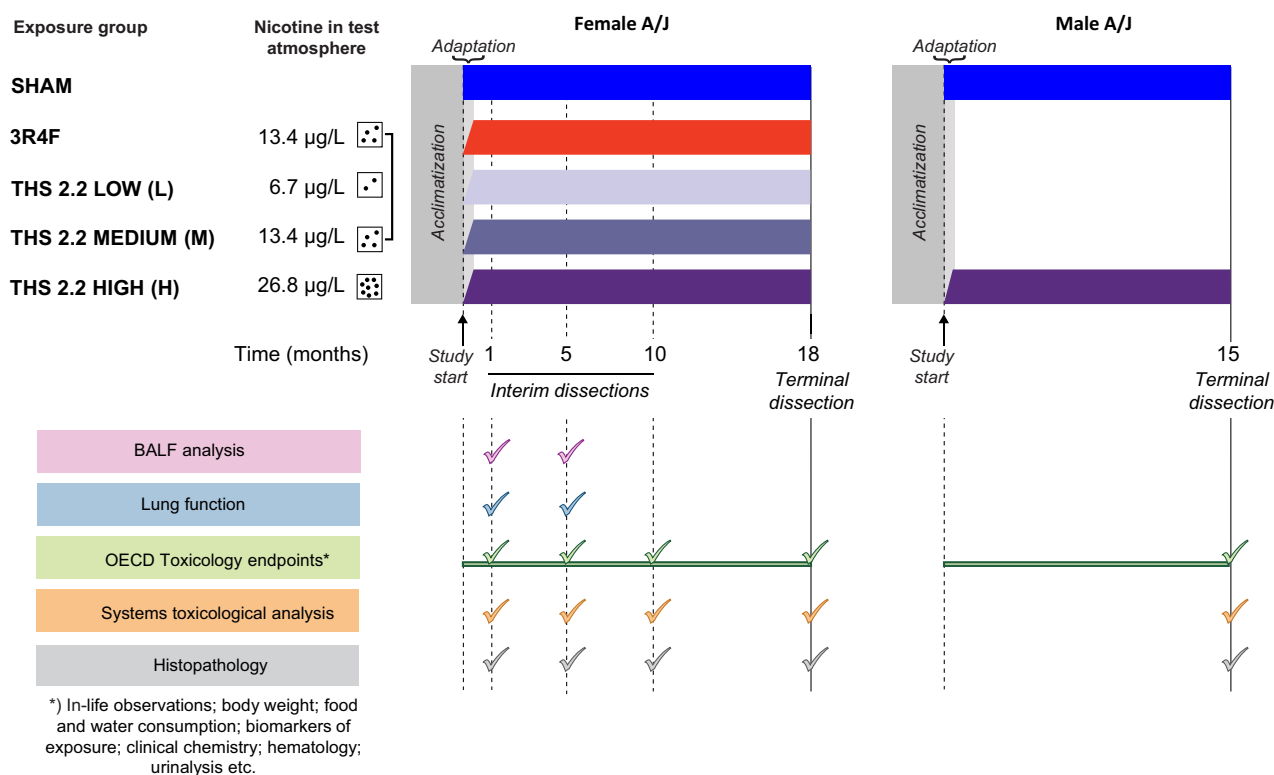 Exposure group
Nicotine in test
atmosphere
Female A/J
Male A/J
Adaptation
Adaptation
SHAM
3R4F
13.4 µg/L
THS 2.2 LOW (L)
6.7 µg/L
THS 2.2 MEDIUM (M)
13.4 µg/L
THS 2.2 HIGH (H)
26.8 µg/L
Acclimatization
Acclimatization
Time (months)
Study
start
1
5
10
18
Interim dissections
Terminal
dissection
Study
start
15
Terminal
dissection
BALF analysis
Lung function
OECD Toxicology endpoints*
Systems toxicological analysis
Histopathology
*) In-life observations; body weight; food
and water consumption; biomarkers of
exposure; clinical chemistry; hematology;
urinalysis etc.